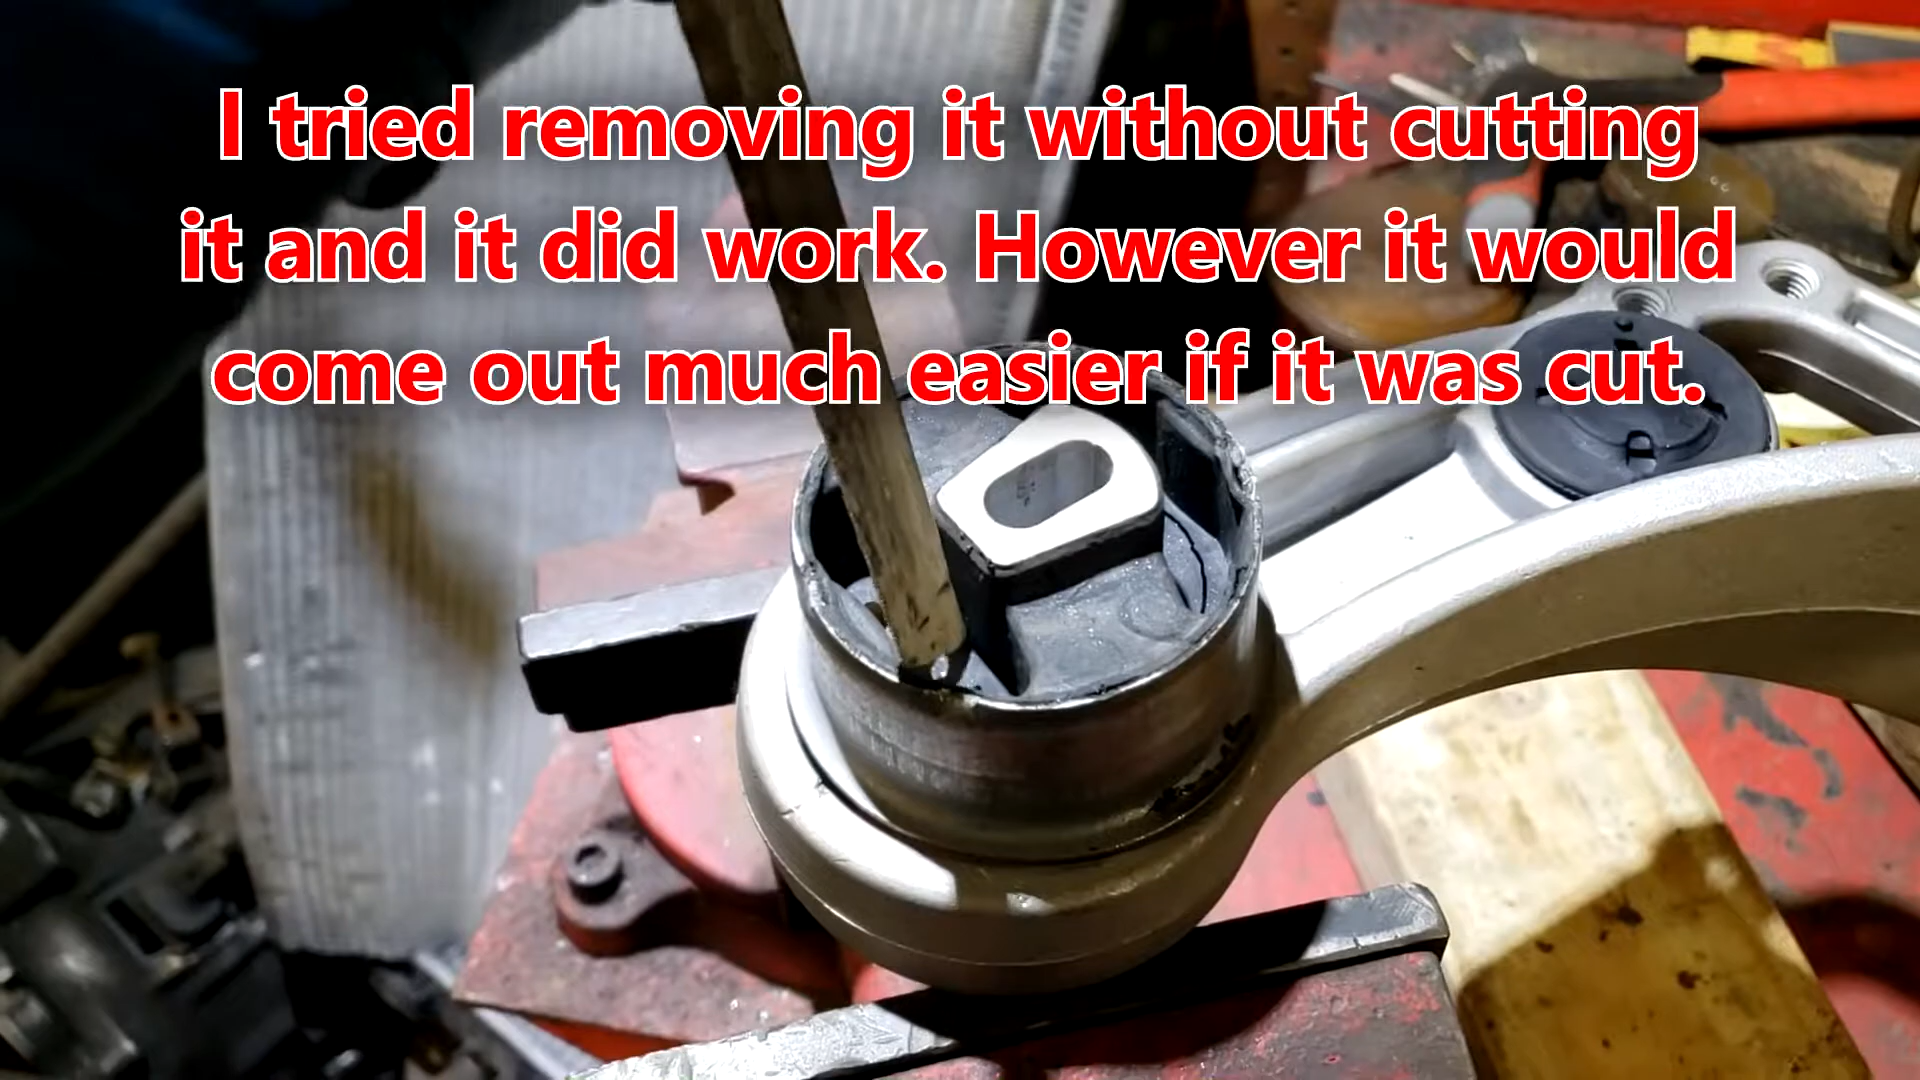 I tried removing it without cutting
it and it did work. However it would
come out much easier if it was cut.